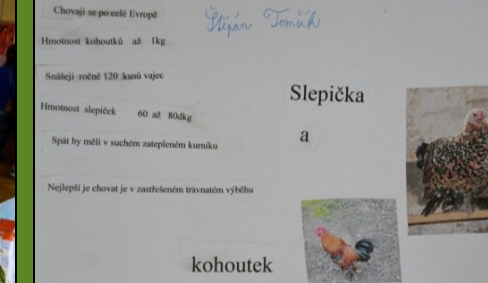 Chovají se po celé Evropě
Štěpán Tomšík
Hmotnost kohoutků až 1kg
Snášejí ročně 120 kusů vajec
Hmotnost slepiček 60 až 80dkg
Spát by měli v suchém zatepleném kurníku
Nejlepší je chovat je v zastřešeném travnatém výběhu
Slepička
a
kohoutek